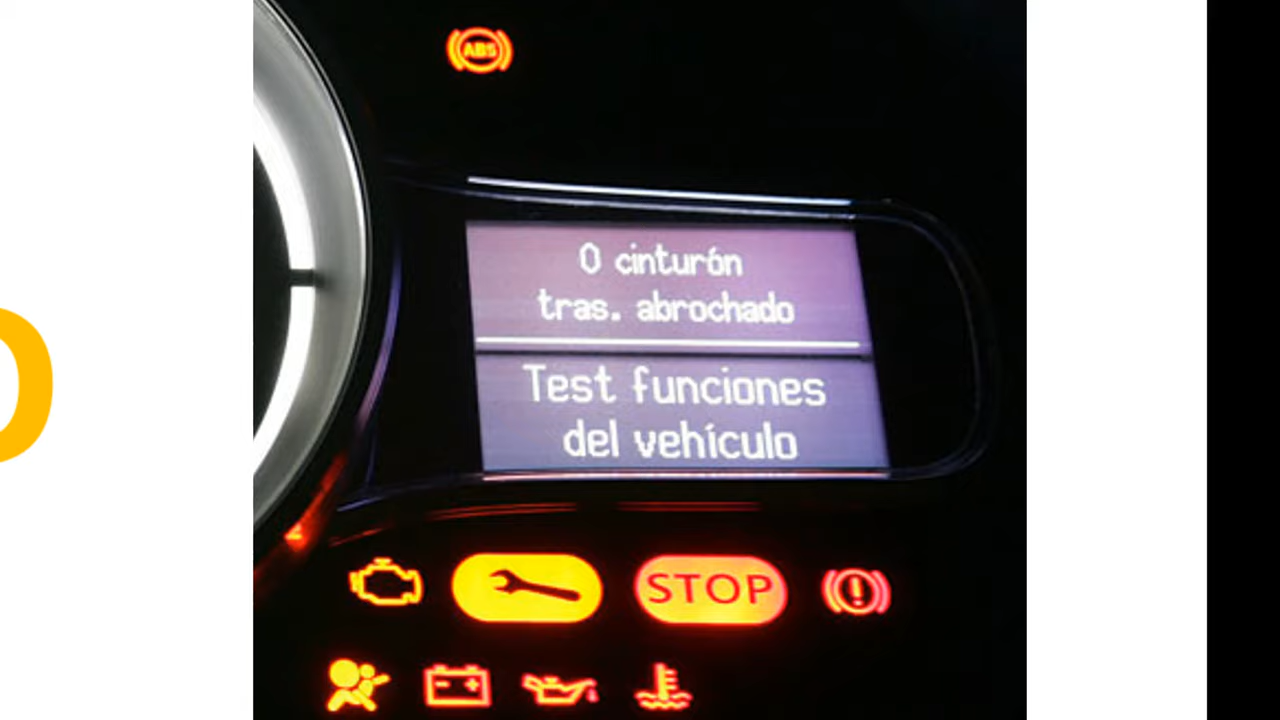 ABS
0 cinturón
tras. abrochado
Test funciones
del vehículo
STOP